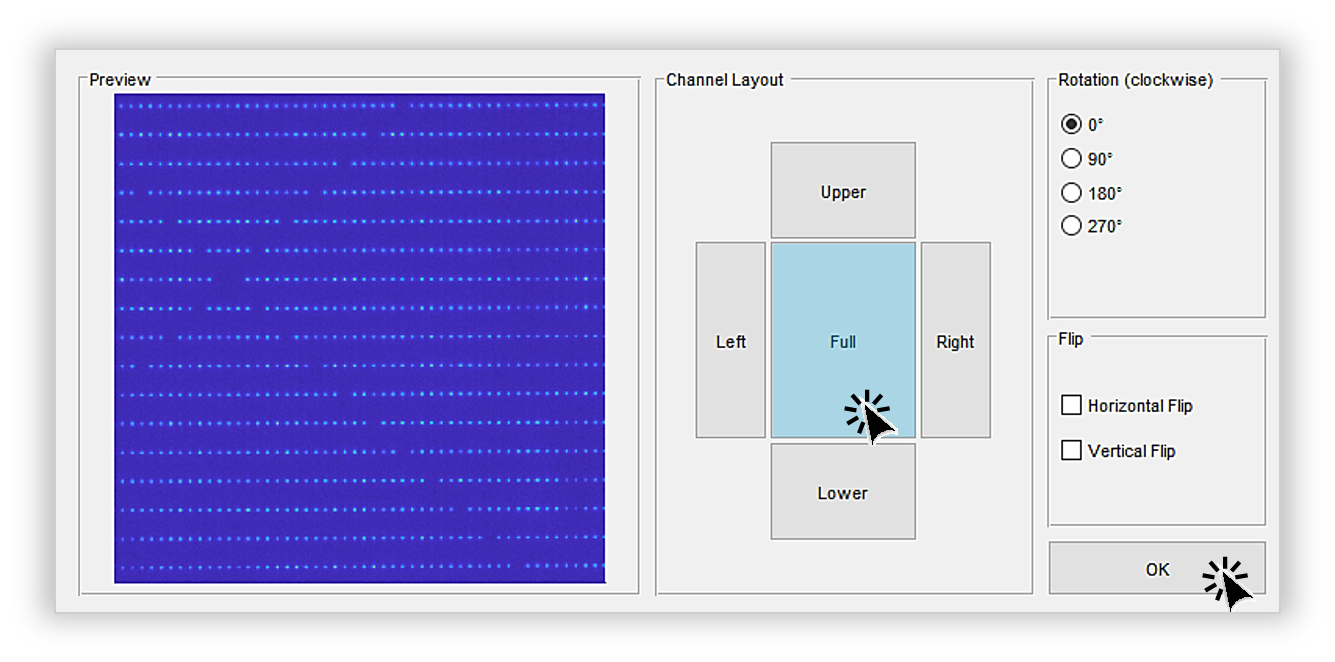 Preview
Channel Layout
Upper
Left
Full
Right
Lower
Rotation (clockwise)
0°
90°
180°
270°
Flip
Horizontal Flip
Vertical Flip
OK